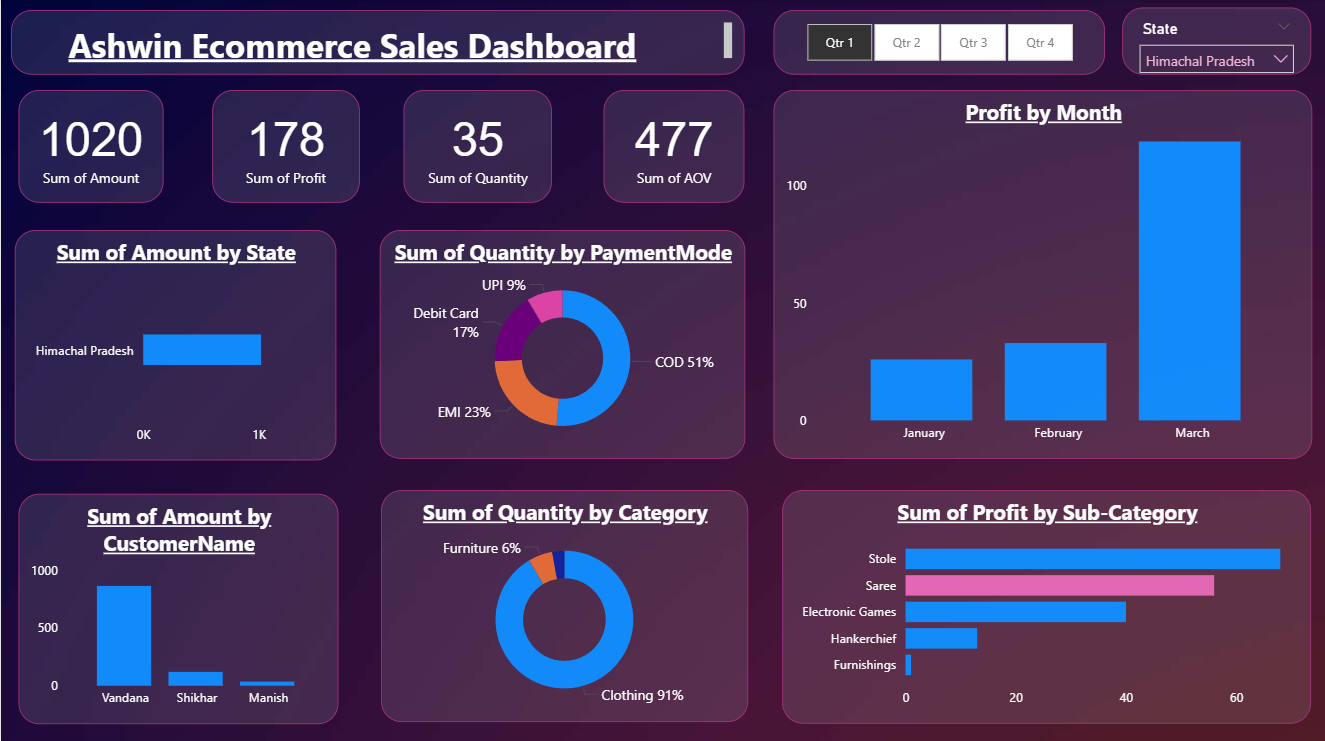 Ashwin Ecommerce Sales Dashboard
Qtr 1
Qtr 2
Qtr 3
Qtr 4
State
Himachal Pradesh
1020
Sum of Amount
178
Sum of Profit
35
Sum of Quantity
477
Sum of AOV
Profit by Month
100
50
0
January
February
March
Sum of Amount by State
Himachal Pradesh
0K
1K
Sum of Quantity by PaymentMode
UPI 9%
Debit Card
17%
EMI 23%
COD 51%
Sum of Amount by
CustomerName
1000
500
0
Vandana
Shikhar
Manish
Sum of Quantity by Category
Furniture 6%
Clothing 91%
Sum of Profit by Sub-Category
Stole
Saree
Electronic Games
Hankerchief
Furnishings
0
20
40
60